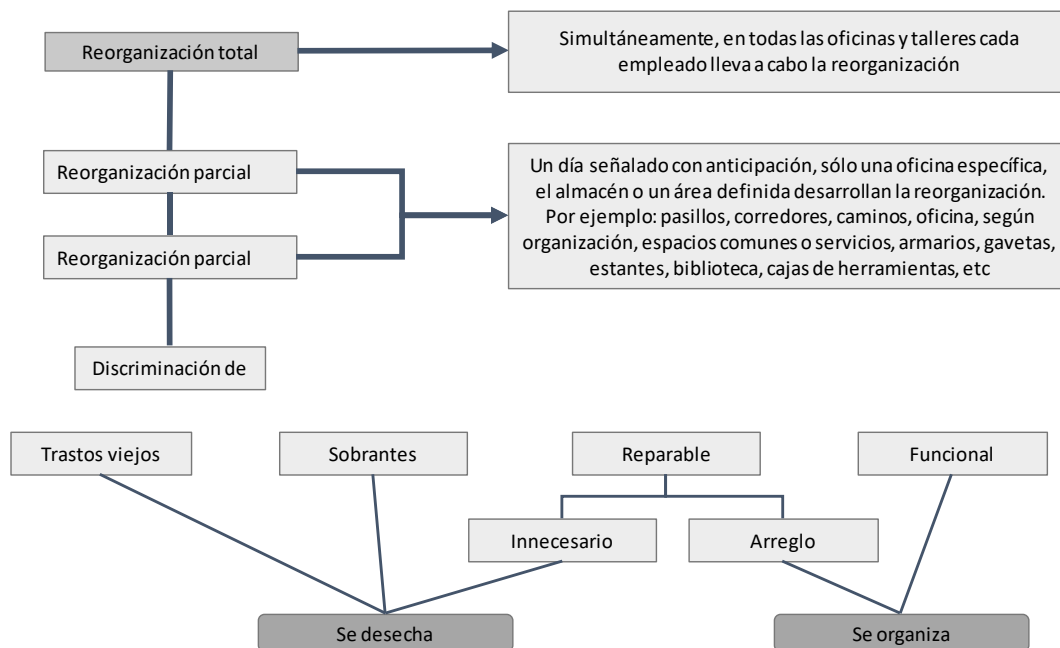 Reorganización total
Simultáneamente, en todas las oficinas y talleres cada
empleado lleva a cabo la reorganización
Reorganización parcial
Un día señalado con anticipación, sólo una oficina específica,
el almacén o un área definida desarrollan la reorganización.
Por ejemplo: pasillos, corredores, caminos, oficina, según
organización, espacios comunes o servicios, armarios, gavetas,
estantes, biblioteca, cajas de herramientas, etc
Reorganización parcial
Discriminación de
Trastos viejos
Sobrantes
Reparable
Funcional
Innecesario
Arreglo
Se desecha
Se organiza